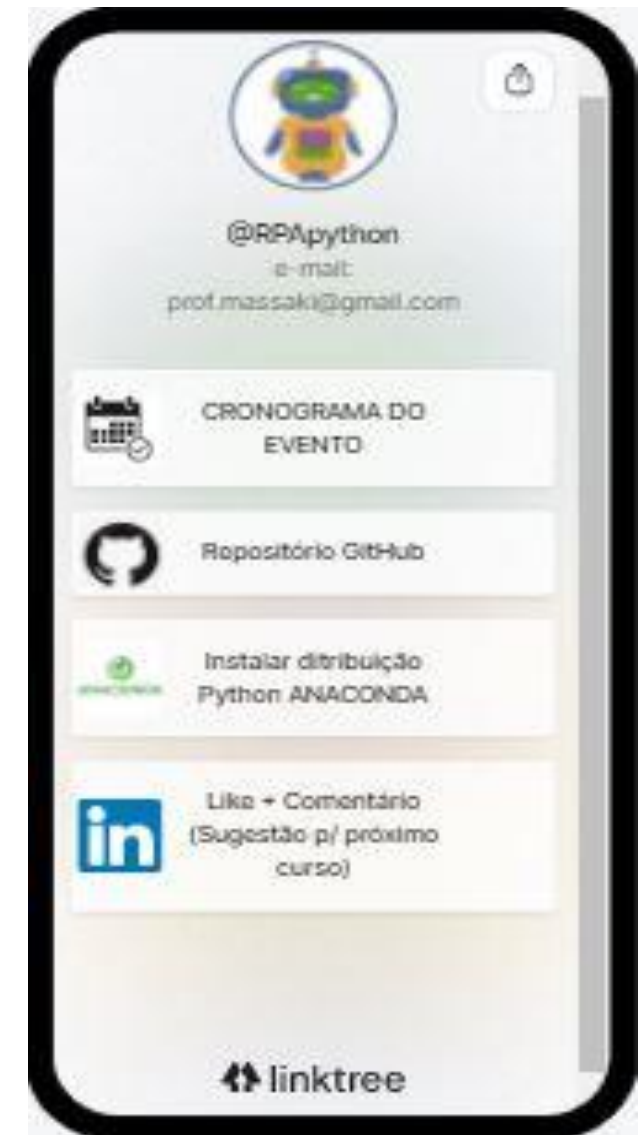 @RPApython
e-mail:
prof.massaki@gmail.com
CRONOGRAMA DO
EVENTO
Repositório GitHub
Instalar ditribuição
Python ANACONDA
in
Like + Comentário
(Sugestão p/ próximo
curso)
linktree